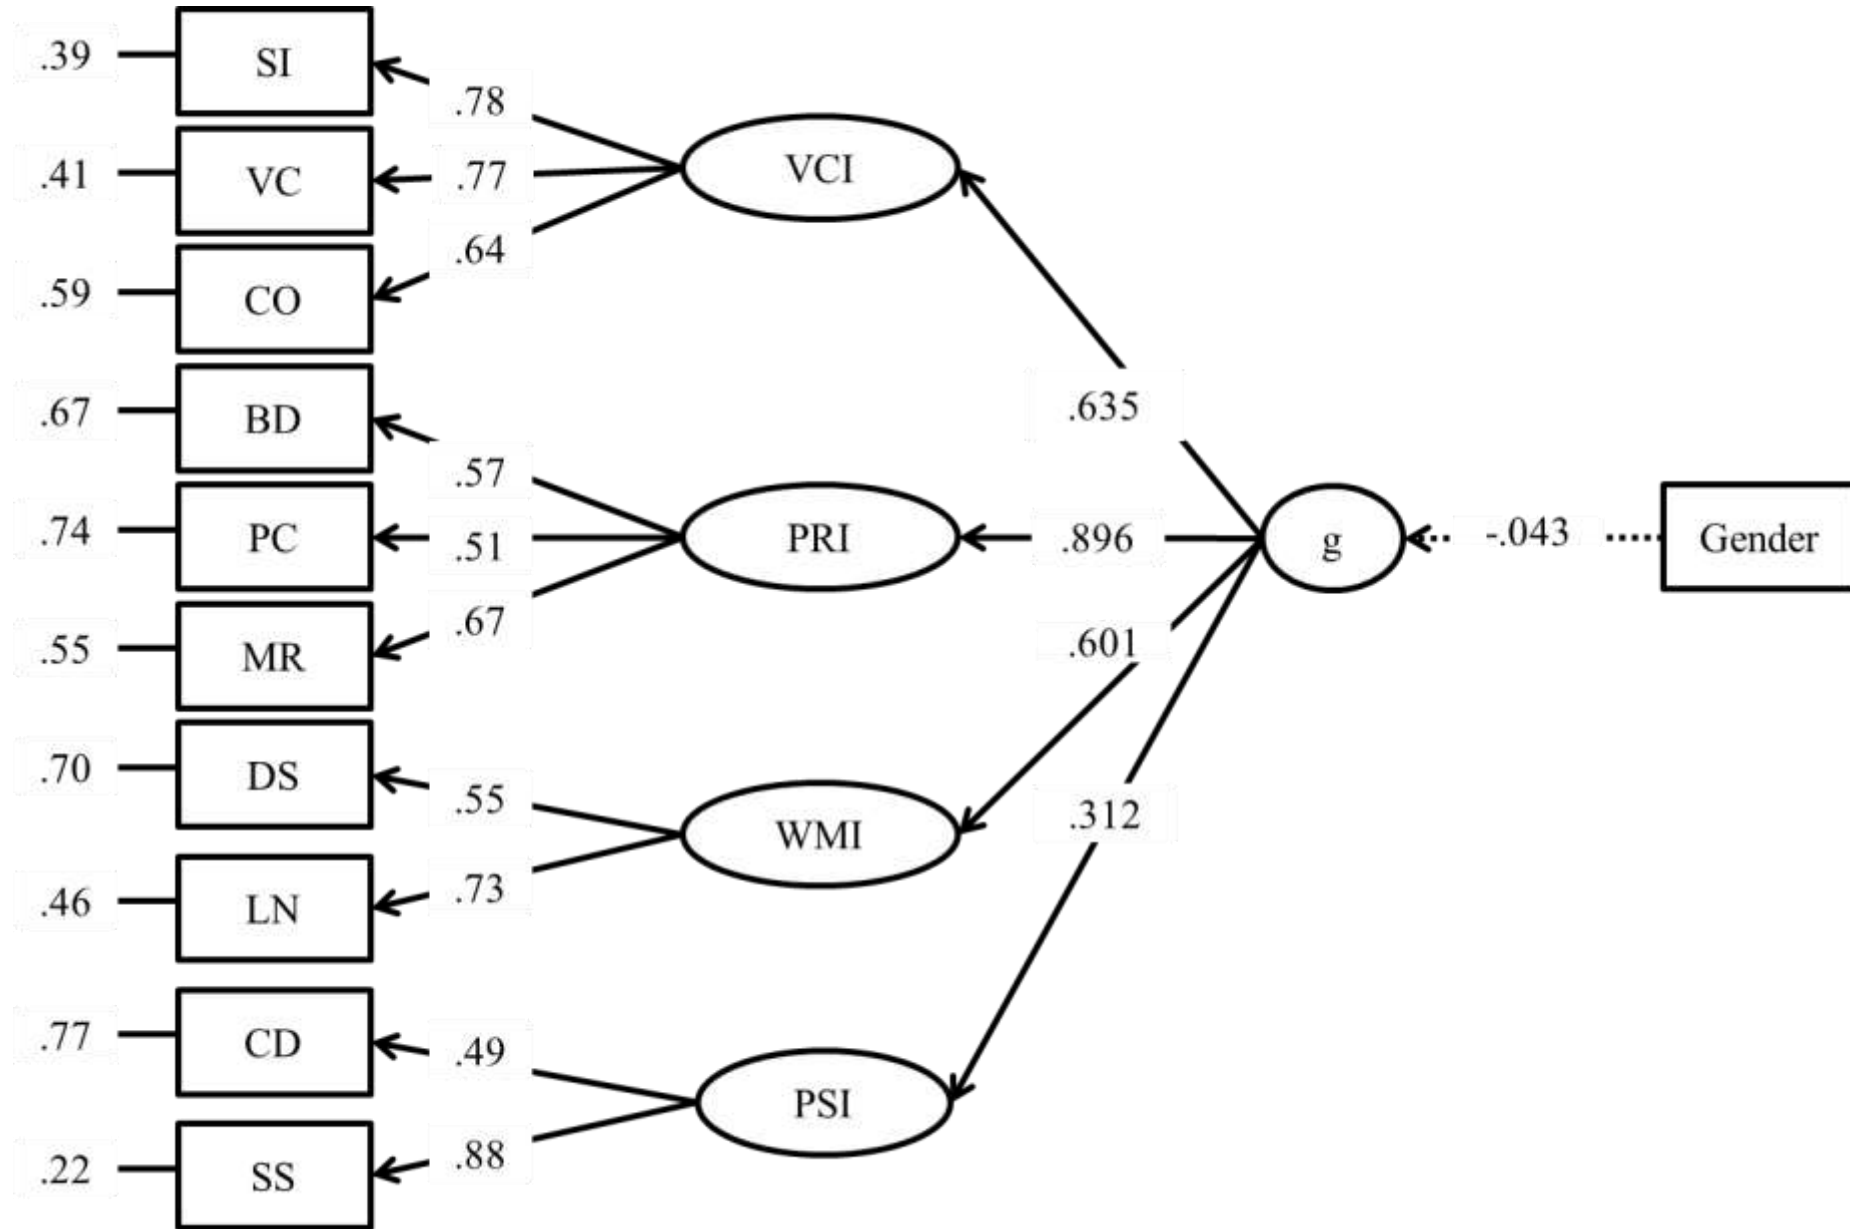 .39 SI .78
.41 VC .77 VCI
.59 CO .64
.67 BD .57 .635
.74 PC .51 PRI .896 g -.043 Gender
.55 MR .67 .601
.70 DS .55 WMI .312
.46 LN .73
.77 CD .49 PSI
.22 SS .88